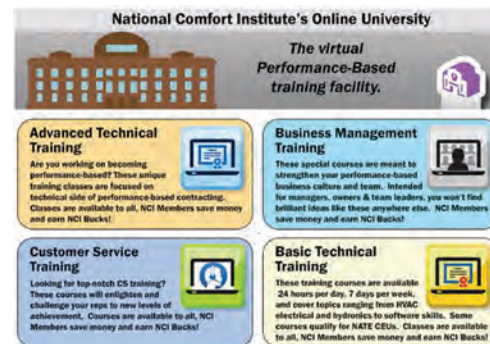 National Comfort Institute's Online University
The virtual
Performance-Based
training facility.
Advanced Technical
Training
Are you working on becoming
performance-based? These unique
training classes are focused on
technical side of performance-based contracting.
Classes are available to all, NCI Members save money
and earn NCI Bucks!
Business Management
Training
These special courses are meant to
strengthen your performance-based
business culture and team. Intended
for managers, owners & team leaders, you won't find
brilliant ideas like these anywhere else. NCI Members
save money and earn NCI Bucks!
Customer Service
Training
Looking for top-notch CS training?
These courses will enlighten and
challenge your reps to new levels of
achievement. Courses are available to all, NCI
Members save money and earn NCI Bucks!
Basic Technical
Training
These training courses are available
24 hours per day, 7 days per week,
and cover topics ranging from HVAC
electrical and hydronics to software skills. Some
courses qualify for NATE CEUs. Classes are available
to all, NCI Members save money and earn NCI Bucks!